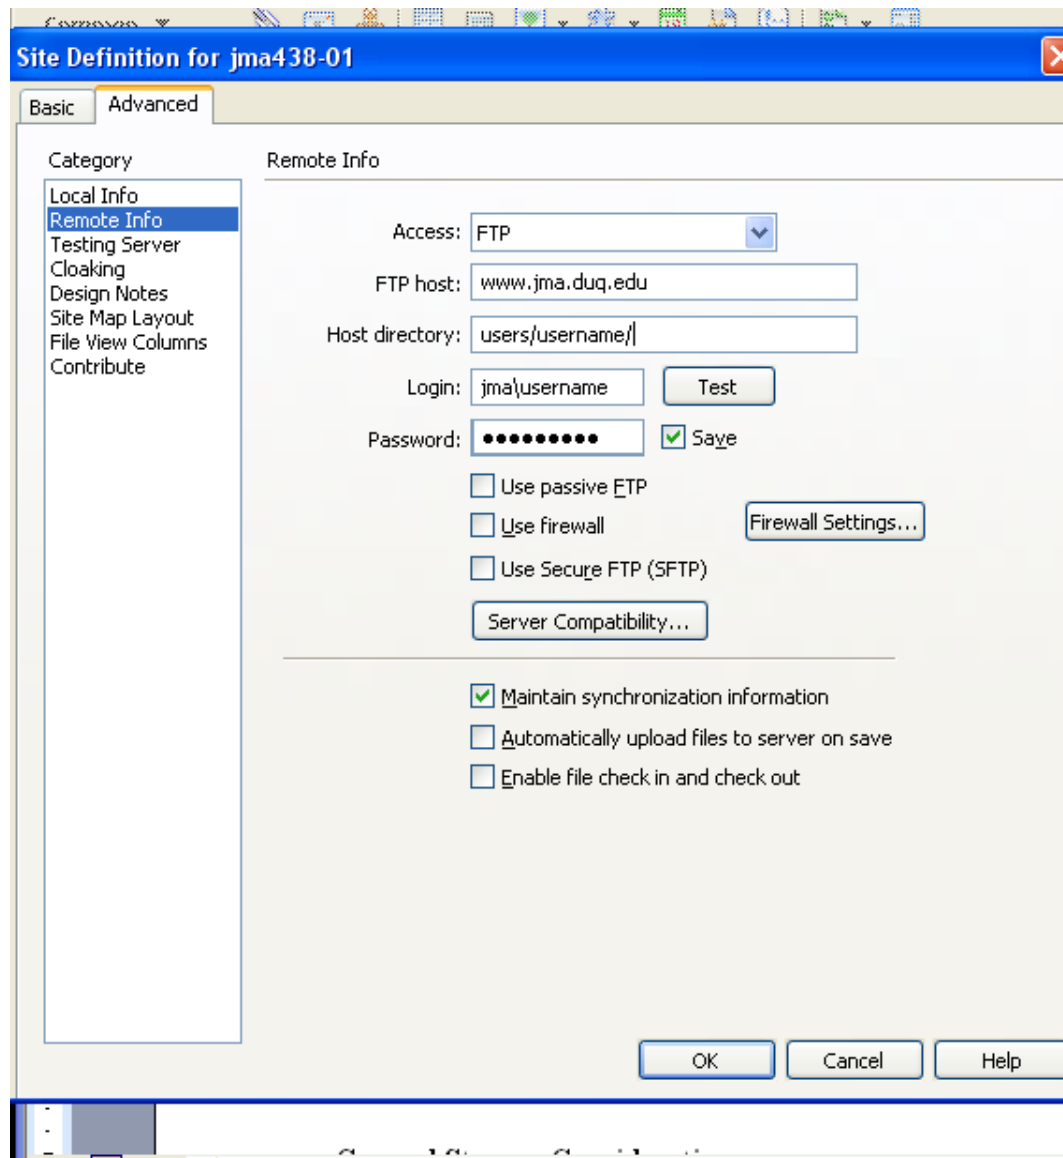 Common
Site Definition for jma438-01
Basic Advanced
Category
Local Info
Remote Info
Testing Server
Cloaking
Design Notes
Site Map Layout
File View Columns
Contribute
Remote Info
Access: FTP
FTP host: www.jma.duq.edu
Host directory: users/username/
Login: jma\username Test
Password: ●●●●●●●●● Save
Use passive FTP
Use firewall Firewall Settings...
Use Secure FTP (SFTP)
Server Compatibility...
Maintain synchronization information
Automatically upload files to server on save
Enable file check in and check out
OK Cancel Help